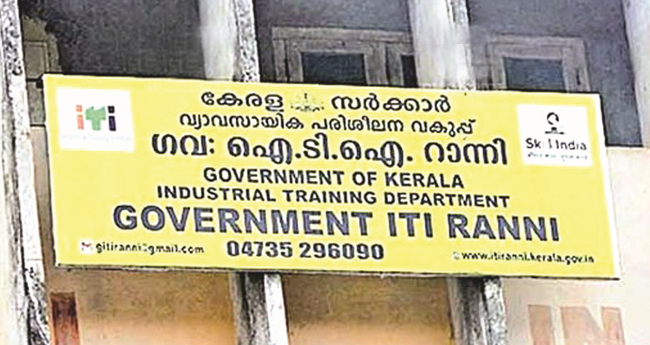 iTi
കേരള സർക്കാർ
വ്യാവസായിക പരിശീലന വകുപ്പ്
ഗവ: ഐ.ടി.ഐ. റാന്നി
Skill India
GOVERNMENT OF KERALA
INDUSTRIAL TRAINING DEPARTMENT
GOVERNMENT ITI RANNI
gitiranni@gmail.com 04735 296090 www.itiranni.kerala.gov.in
IN